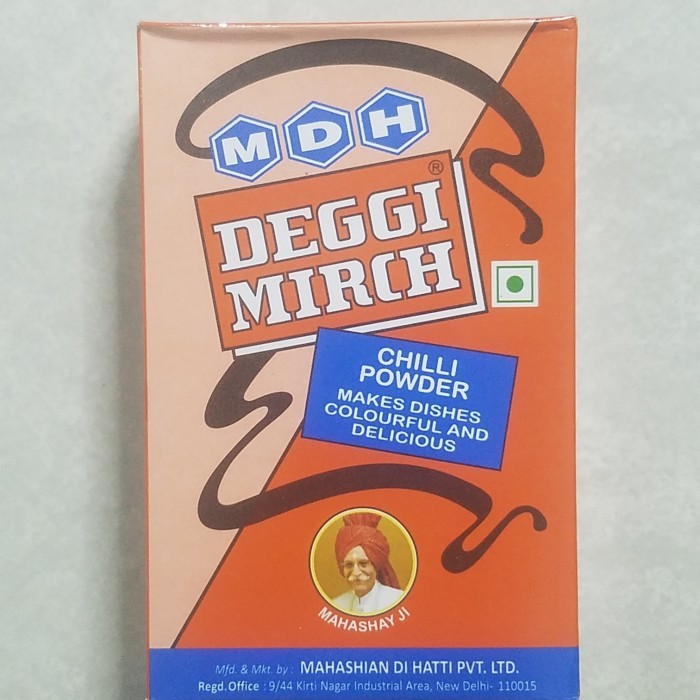 MDH
DEGGI ®
MIRCH
CHILLI
POWDER
MAKES DISHES
COLOURFUL AND
DELICIOUS
MAHASHAY JI
Mfd. & Mkt. by : MAHASHIAN DI HATTI PVT. LTD.
Regd. Office : 9/44 Kirti Nagar Industrial Area, New Delhi- 110015